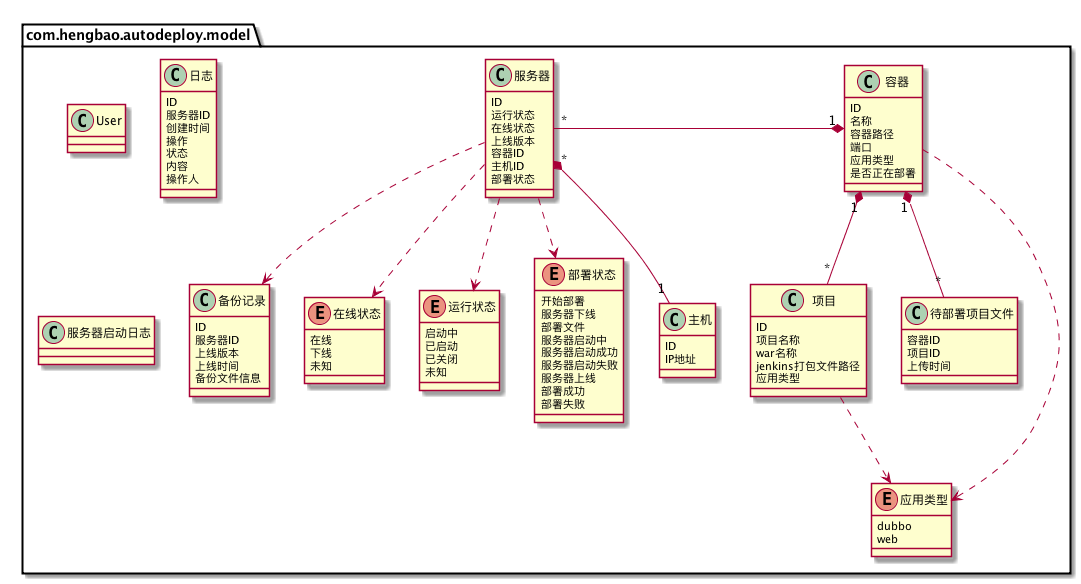 com.hengbao.autodeploy.model
C User
C 日志
ID
服务器ID
创建时间
操作
状态
内容
操作人
C 服务器
ID
运行状态
在线状态
上线版本
容器ID
主机ID
部署状态
*
1
*
C 容器
ID
名称
容器路径
端口
应用类型
是否正在部署
1
1
C 服务器启动日志
C 备份记录
ID
服务器ID
上线版本
上线时间
备份文件信息
E 在线状态
在线
下线
未知
E 运行状态
启动中
已启动
已关闭
未知
E 部署状态
开始部署
服务器下线
部署文件
服务器启动中
服务器启动成功
服务器启动失败
服务器上线
部署成功
部署失败
1
C 主机
ID
IP地址
*
C 项目
ID
项目名称
war名称
jenkins打包文件路径
应用类型
*
C 待部署项目文件
容器ID
项目ID
上传时间
E 应用类型
dubbo
web